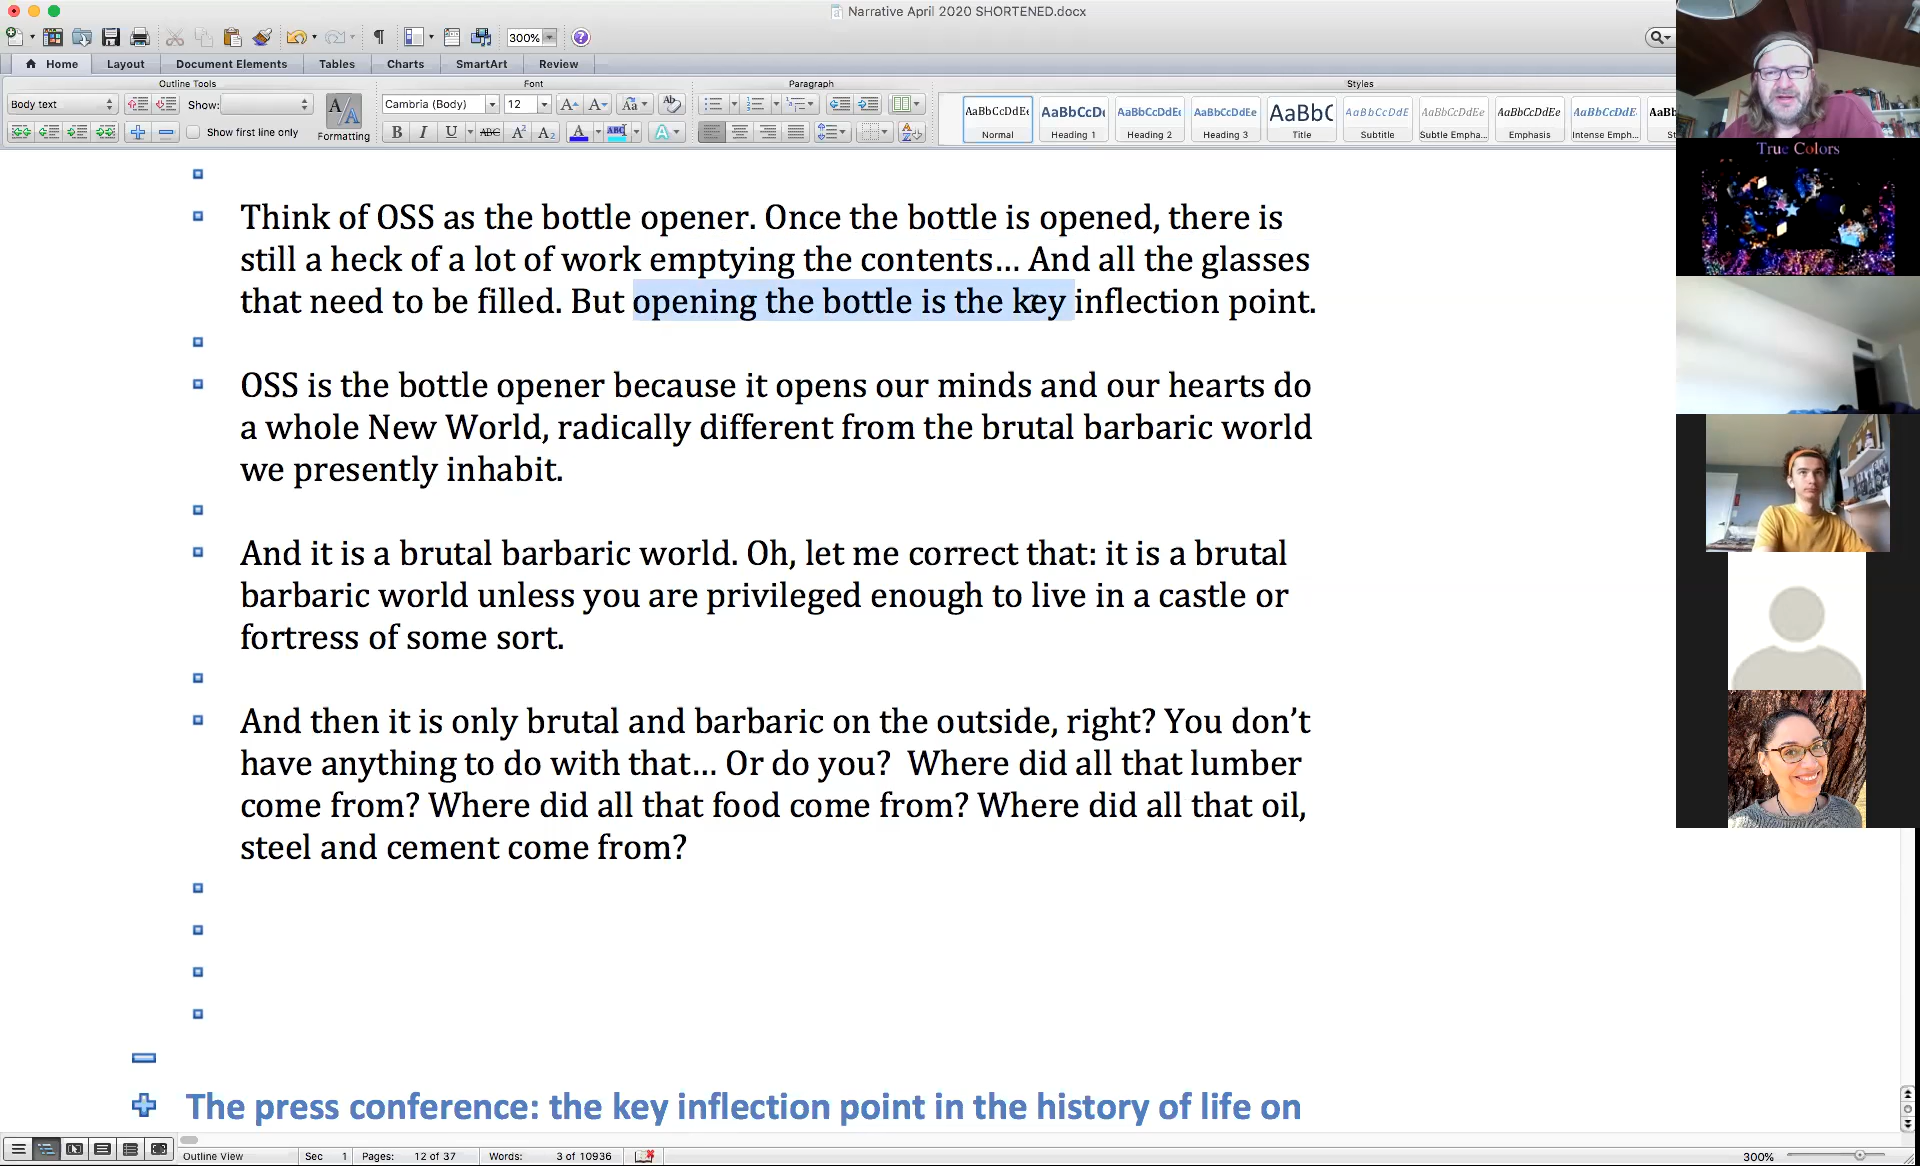 Narrative April 2020 SHORTENED.docx
300%
Home Layout Document Elements Tables Charts SmartArt Review
Outline Tools Font Paragraph Styles
Body text Show: Formatting Cambria (Body) 12
Show first line only
AaBbCcDdEe AaBbCcDc AaBbCcDdEe AaBbCcDdEe AaBbC AaBbCcDdE AaBbCcDdEe AaBbCcDdEe AaBbCcDdE
Normal Heading 1 Heading 2 Heading 3 Title Subtitle Subtle Empha... Emphasis Intense Emph...
True Colors
Think of OSS as the bottle opener. Once the bottle is opened, there is
still a heck of a lot of work emptying the contents... And all the glasses
that need to be filled. But opening the bottle is the key inflection point.
OSS is the bottle opener because it opens our minds and our hearts do
a whole New World, radically different from the brutal barbaric world
we presently inhabit.
And it is a brutal barbaric world. Oh, let me correct that: it is a brutal
barbaric world unless you are privileged enough to live in a castle or
fortress of some sort.
And then it is only brutal and barbaric on the outside, right? You don’t
have anything to do with that... Or do you?  Where did all that lumber
come from? Where did all that food come from? Where did all that oil,
steel and cement come from?
The press conference: the key inflection point in the history of life on
Outline View Sec 1 Pages: 12 of 37 Words: 3 of 10936 300%